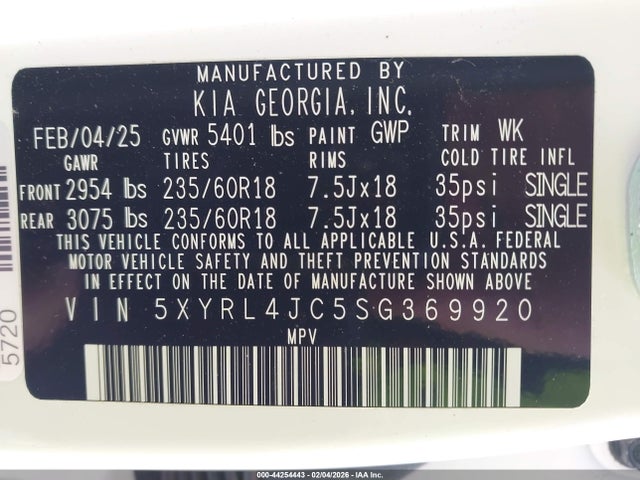 MANUFACTURED BY
KIA GEORGIA, INC.
FEB/04/25 GVWR 5401 lbs PAINT GWP TRIM WK
GAWR TIRES RIMS COLD TIRE INFL
FRONT 2954 lbs 235/60R18 7.5Jx18 35psi SINGLE
REAR 3075 lbs 235/60R18 7.5Jx18 35psi SINGLE
THIS VEHICLE CONFORMS TO ALL APPLICABLE U.S.A. FEDERAL
MOTOR VEHICLE SAFETY AND THEFT PREVENTION STANDARDS
IN EFFECT ON THE DATE OF MANUFACTURE SHOWN ABOVE
VIN 5XYRL4JC5SG369920
MPV
5720
000-44254443 - 02/04/2026 - IAA Inc.